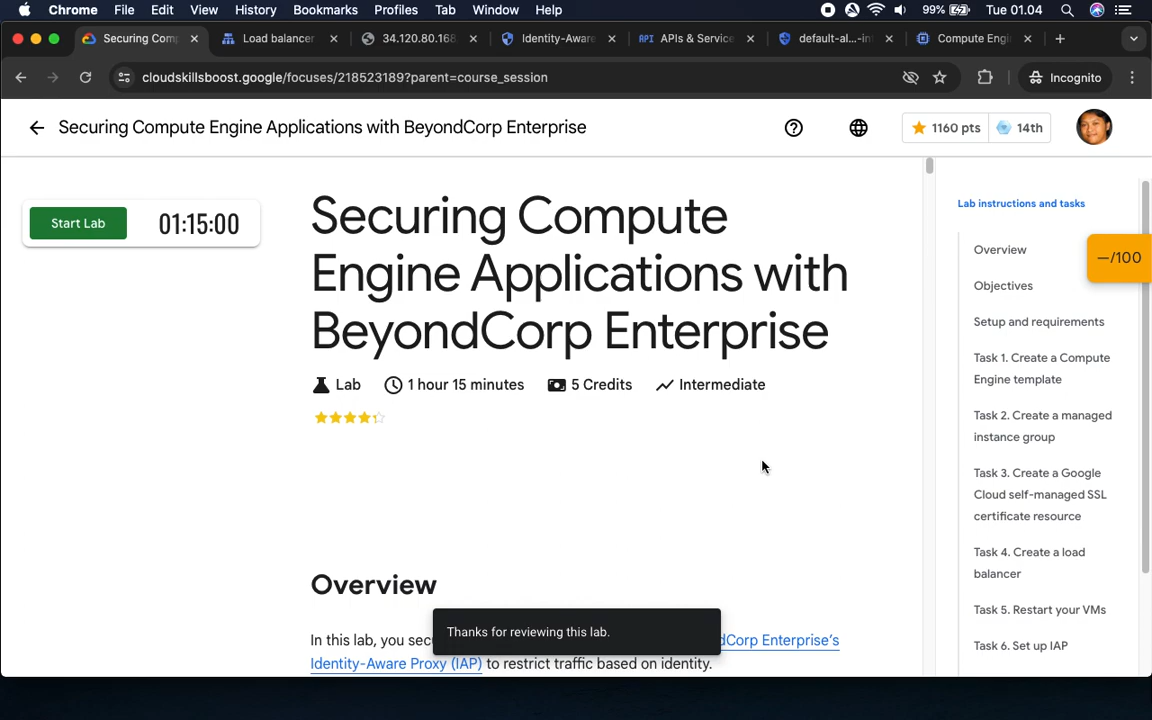 Chrome File Edit View History Bookmarks Profiles Tab Window Help 99% Tue 01.04
Securing Comp Load balancer 34.120.80.168 Identity-Aware API APIs & Service default-al...-in Compute Engi
cloudskillsboost.google/focuses/218523189?parent=course_session Incognito
Securing Compute Engine Applications with BeyondCorp Enterprise 1160 pts 14th
Start Lab 01:15:00
Securing Compute
Engine Applications with
BeyondCorp Enterprise
Lab 1 hour 15 minutes 5 Credits Intermediate
Overview
In this lab, you sec dCorp Enterprise's
Identity-Aware Proxy (IAP) to restrict traffic based on identity.
Thanks for reviewing this lab.
Lab instructions and tasks
Overview
—/100
Objectives
Setup and requirements
Task 1. Create a Compute
Engine template
Task 2. Create a managed
instance group
Task 3. Create a Google
Cloud self-managed SSL
certificate resource
Task 4. Create a load
balancer
Task 5. Restart your VMs
Task 6. Set up IAP